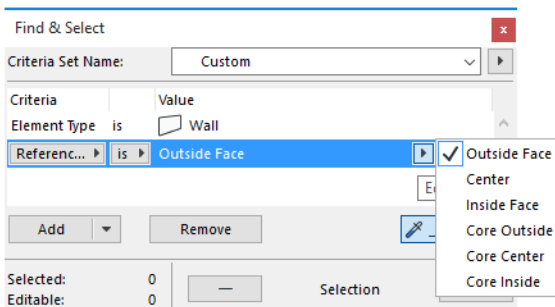 Find & Select
x
Criteria Set Name: Custom
Criteria Value
Element Type is Wall
Referenc... is Outside Face
Outside Face
Center
Inside Face
Core Outside
Core Center
Core Inside
Add Remove
Selected: 0
Editable: 0
Selection